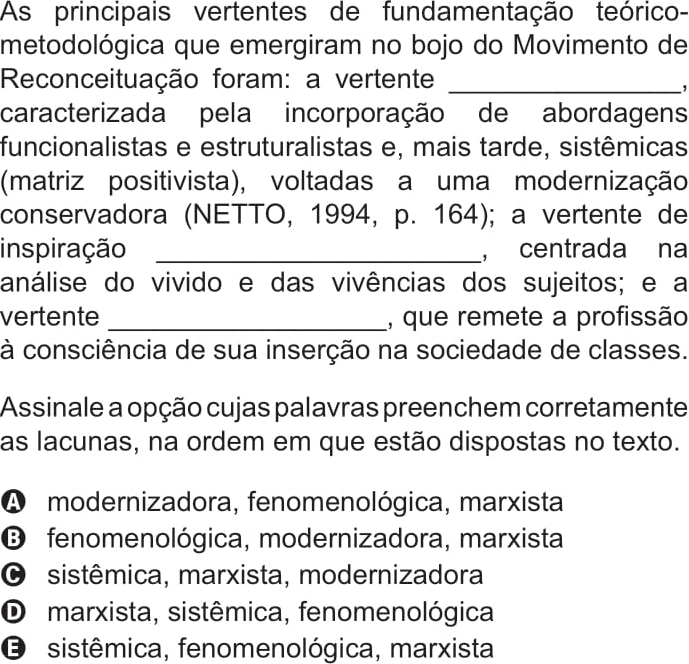 As principais vertentes de fundamentação teórico-
metodológica que emergiram no bojo do Movimento de
Reconceituação foram: a vertente ________________,
caracterizada pela incorporação de abordagens
funcionalistas e estruturalistas e, mais tarde, sistêmicas
(matriz positivista), voltadas a uma modernização
conservadora (NETTO, 1994, p. 164); a vertente de
inspiração ______________________, centrada na
análise do vivido e das vivências dos sujeitos; e a
vertente ___________________, que remete a profissão
à consciência de sua inserção na sociedade de classes.
Assinale a opção cujas palavras preenchem corretamente
as lacunas, na ordem em que estão dispostas no texto.
A modernizadora, fenomenológica, marxista
B fenomenológica, modernizadora, marxista
C sistêmica, marxista, modernizadora
D marxista, sistêmica, fenomenológica
E sistêmica, fenomenológica, marxista